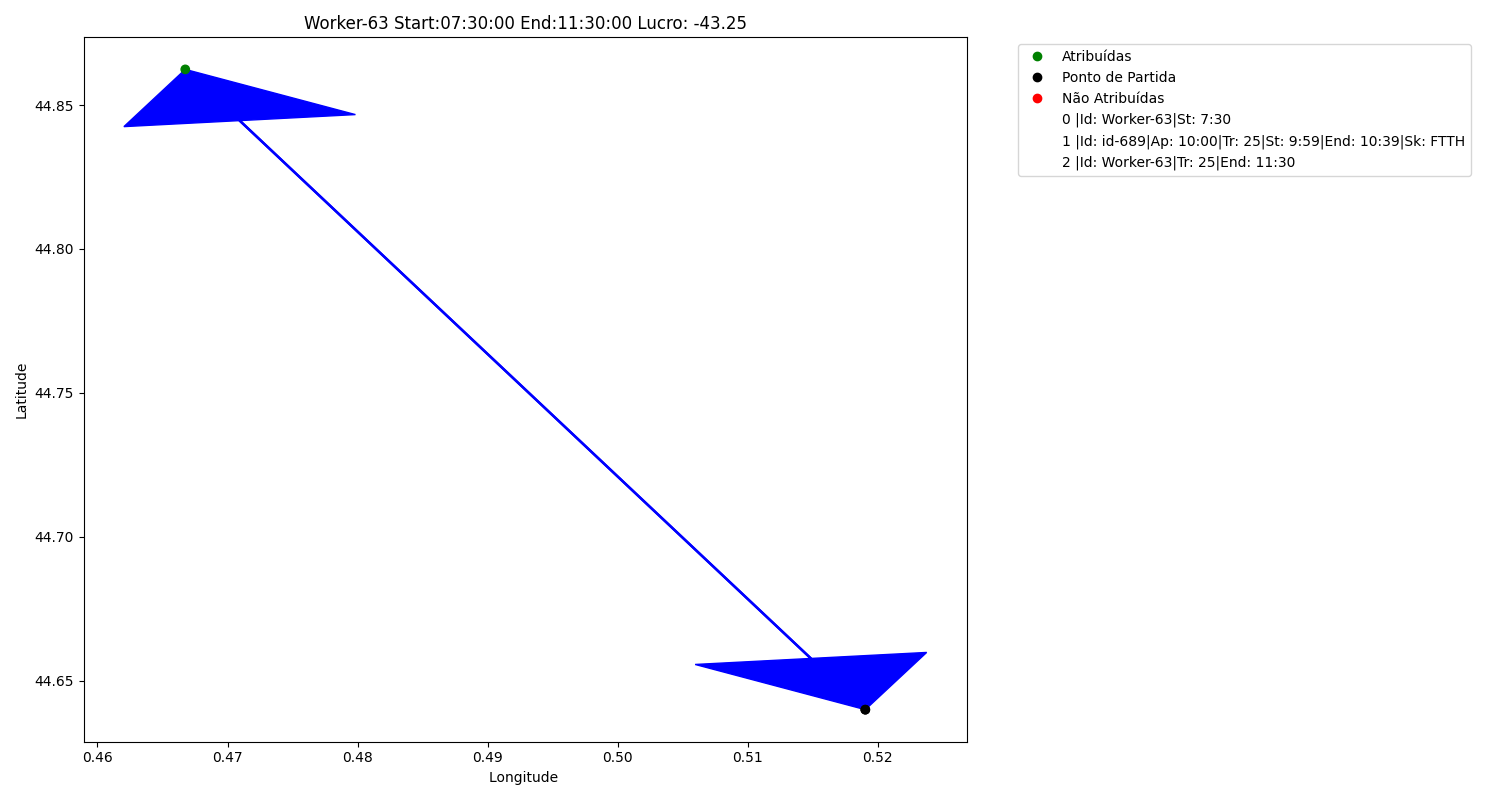 Worker-63 Start:07:30:00 End:11:30:00 Lucro: -43.25
Atribuídas
Ponto de Partida
Não Atribuídas
0 |Id: Worker-63|St: 7:30
1 |Id: id-689|Ap: 10:00|Tr: 25|St: 9:59|End: 10:39|Sk: FTTH
2 |Id: Worker-63|Tr: 25|End: 11:30
Latitude
44.85
44.80
44.75
44.70
44.65
0.46 0.47 0.48 0.49 0.50 0.51 0.52
Longitude